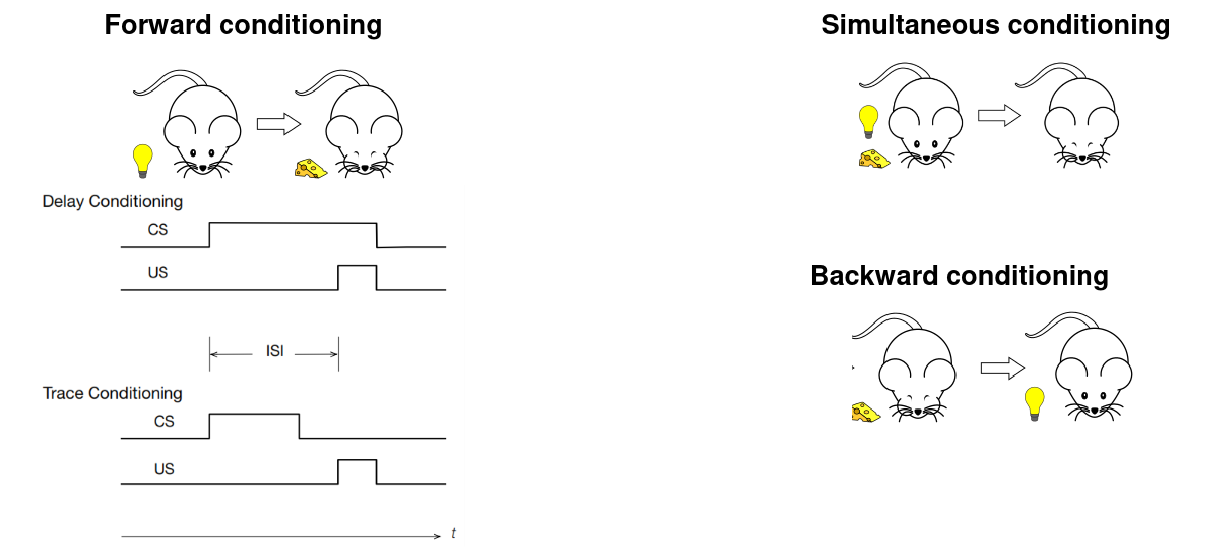 Forward conditioning
Delay Conditioning
CS
US
ISI
Trace Conditioning
CS
US
t
Simultaneous conditioning
Backward conditioning